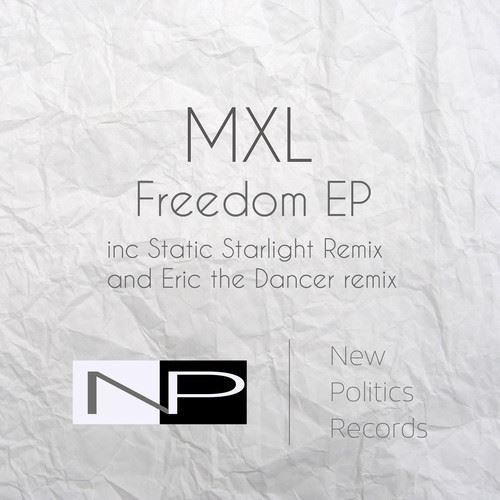 MXL
Freedom EP
inc Static Starlight Remix
and Eric the Dancer remix
NP
New
Politics
Records